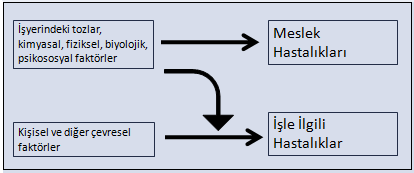 İşyerindeki tozlar,
kimyasal, fiziksel, biyolojik,
psikososyal faktörler
Meslek
Hastalıkları
Kişisel ve diğer çevresel
faktörler
İşle İlgili
Hastalıklar